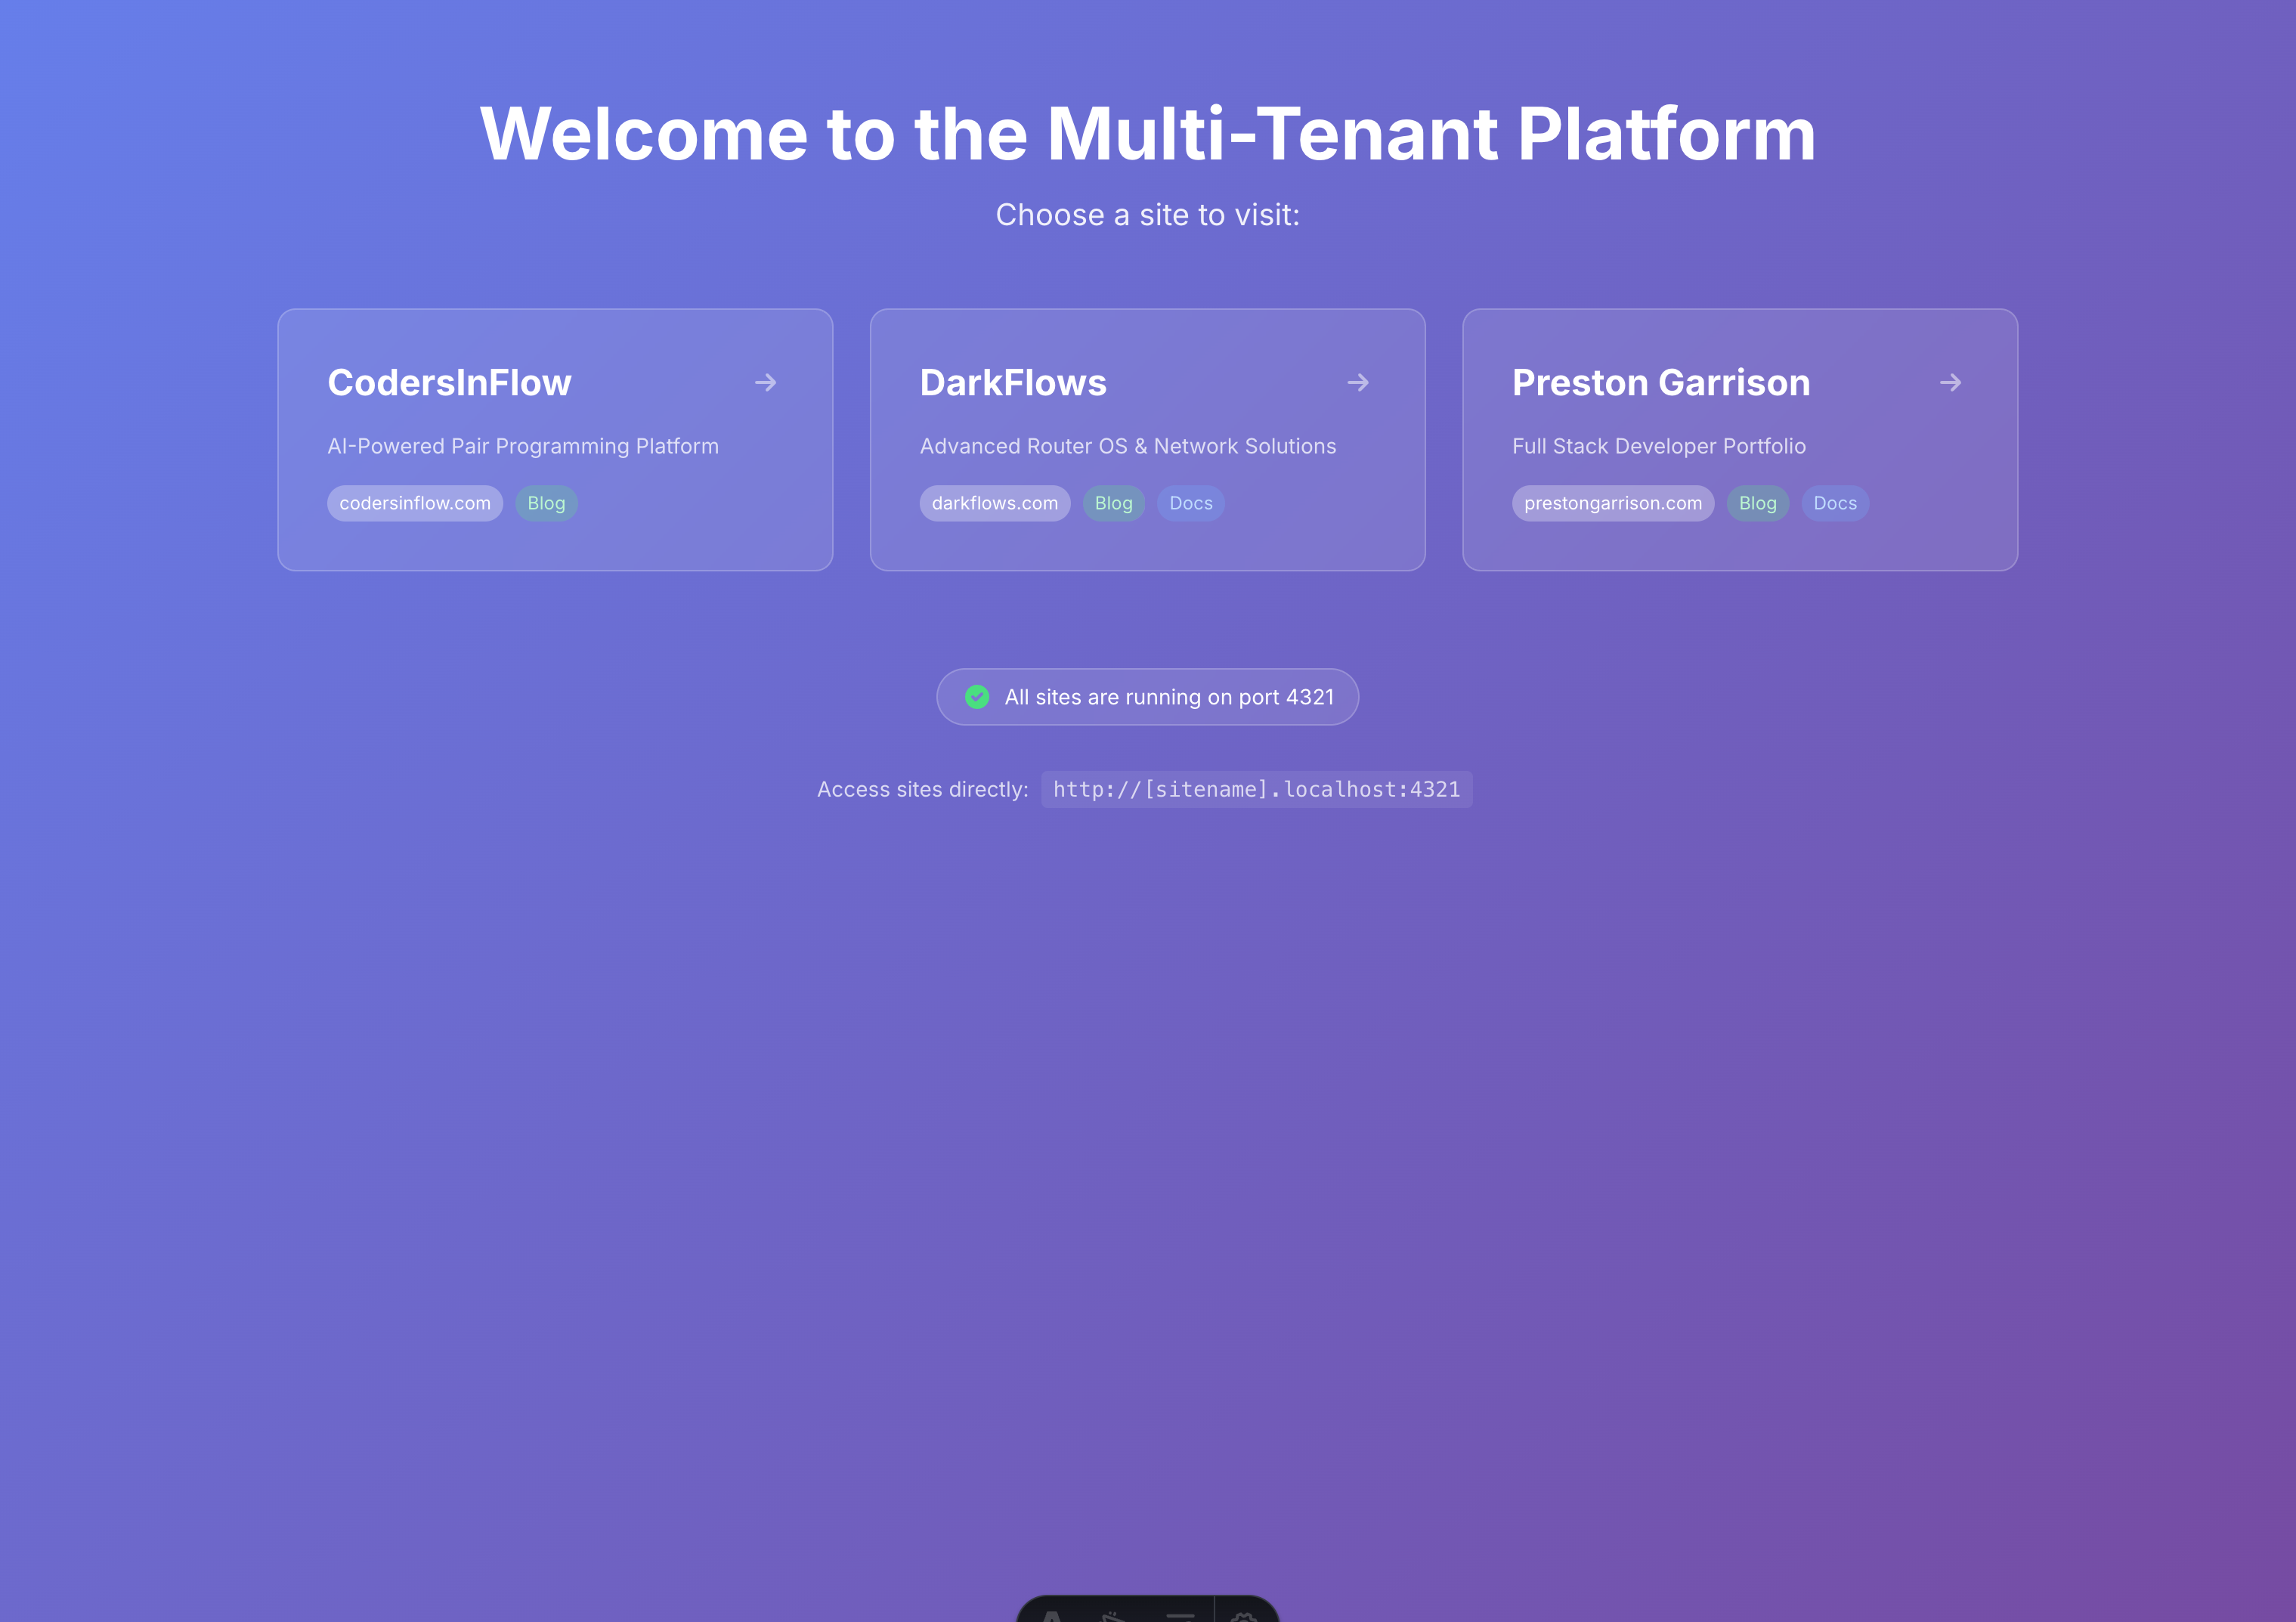 Welcome to the Multi-Tenant Platform
Choose a site to visit:
CodersInFlow
AI-Powered Pair Programming Platform
codersinflow.com Blog
DarkFlows
Advanced Router OS & Network Solutions
darkflows.com Blog Docs
Preston Garrison
Full Stack Developer Portfolio
prestongarrison.com Blog Docs
All sites are running on port 4321
Access sites directly: http://[sitename].localhost:4321